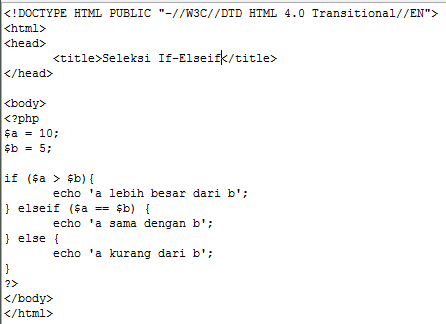 <!DOCTYPE HTML PUBLIC "-//W3C//DTD HTML 4.0 Transitional//EN">
<html>
<head>
	<title>Seleksi If-Elseif</title>
</head>

<body>
<?php
$a = 10;
$b = 5;

if ($a > $b){
	echo 'a lebih besar dari b';
} elseif ($a == $b) {
	echo 'a sama dengan b';
} else {
	echo 'a kurang dari b';
}
?>
</body>
</html>